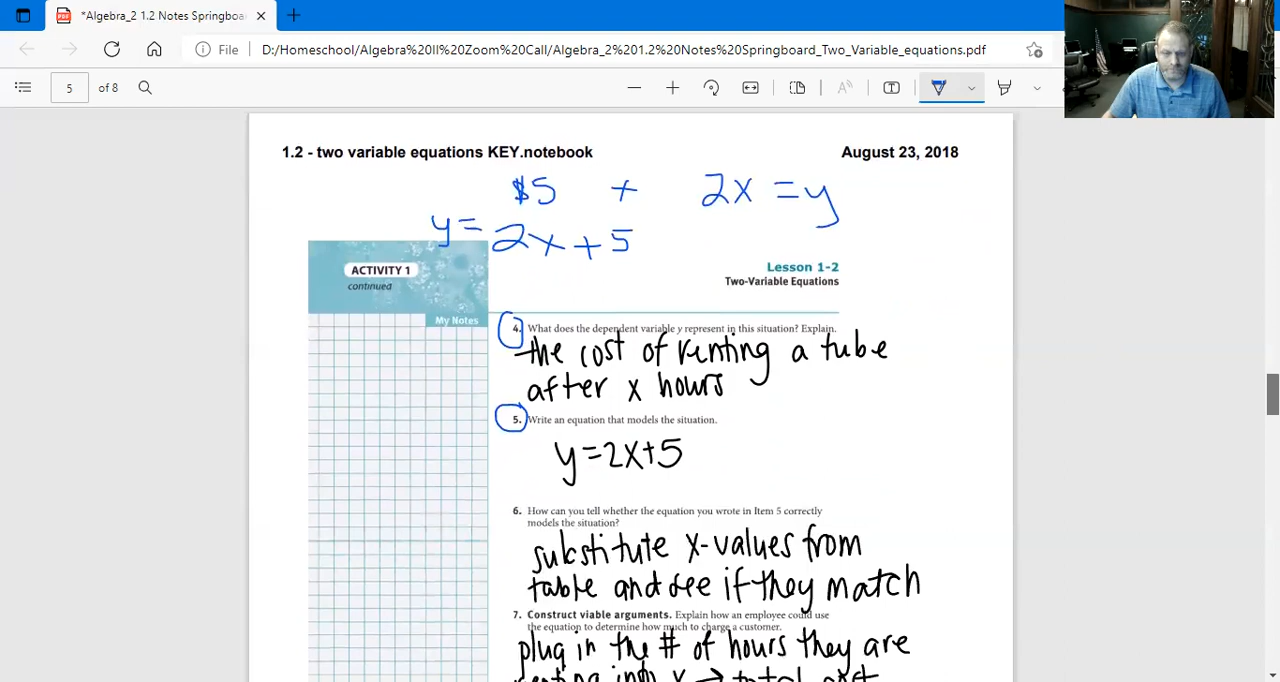 *Algebra_2 1.2 Notes Springboa
File D:/Homeschool/Algebra%20II%20Zoom%20Call/Algebra_2%201.2%20Notes%20Springboard_Two_Variable_equations.pdf
5 of 8
1.2 - two variable equations KEY.notebook August 23, 2018
$5 + 2x = y
y = 2x + 5
ACTIVITY 1
continued
My Notes
Lesson 1-2
Two-Variable Equations
4. What does the dependent variable y represent in this situation? Explain.
the cost of renting a tube
after x hours
5. Write an equation that models the situation.
y=2x+5
6. How can you tell whether the equation you wrote in Item 5 correctly
models the situation?
substitute x-values from
table and see if they match
7. Construct viable arguments. Explain how an employee could use
the equation to determine how much to charge a customer.
plug in the # of hours they are
renting into x → total cost